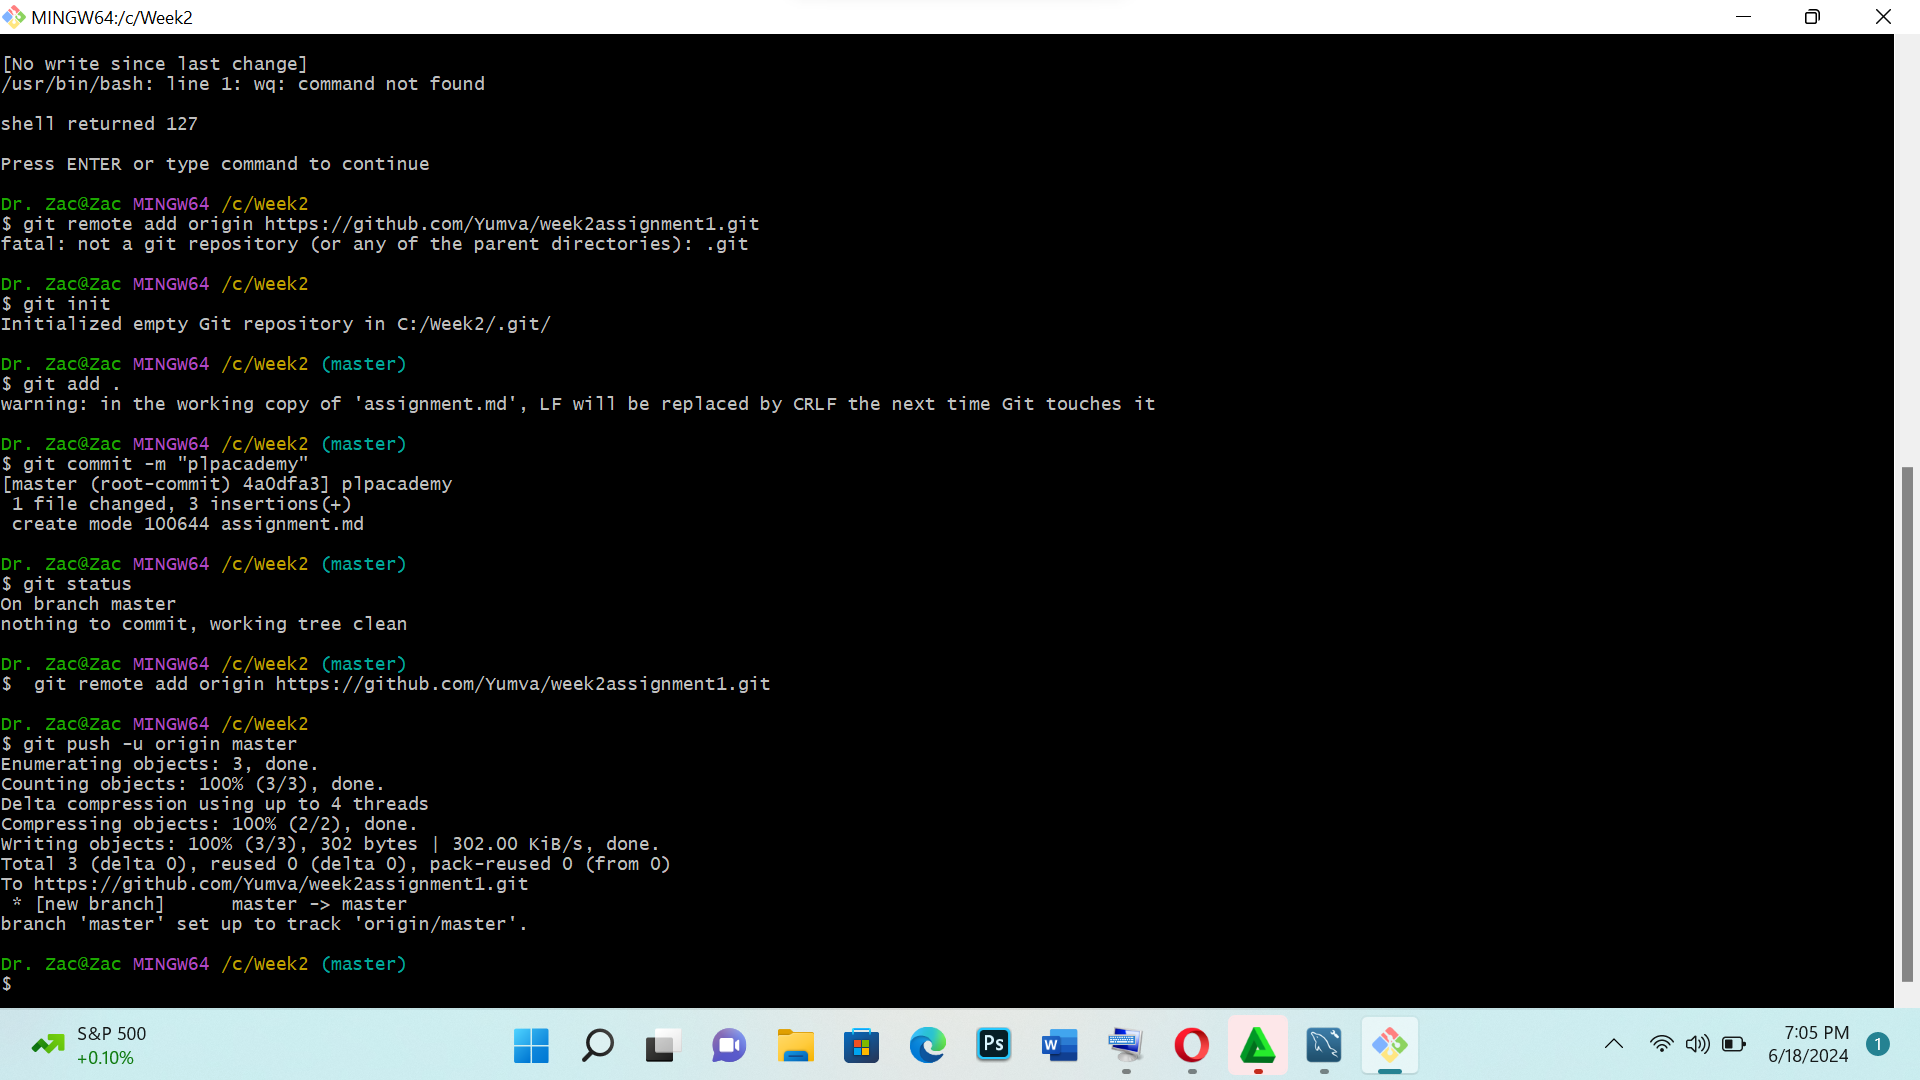 MINGW64:/c/Week2
[No write since last change]
/usr/bin/bash: line 1: wq: command not found
shell returned 127
Press ENTER or type command to continue
Dr. Zac@Zac MINGW64 /c/Week2
$ git remote add origin https://github.com/Yumva/week2assignment1.git
fatal: not a git repository (or any of the parent directories): .git
Dr. Zac@Zac MINGW64 /c/Week2
$ git init
Initialized empty Git repository in C:/Week2/.git/
Dr. Zac@Zac MINGW64 /c/Week2 (master)
$ git add .
warning: in the working copy of 'assignment.md', LF will be replaced by CRLF the next time Git touches it
Dr. Zac@Zac MINGW64 /c/Week2 (master)
$ git commit -m "plpacademy"
[master (root-commit) 4a0dfa3] plpacademy
 1 file changed, 3 insertions(+)
 create mode 100644 assignment.md
Dr. Zac@Zac MINGW64 /c/Week2 (master)
$ git status
On branch master
nothing to commit, working tree clean
Dr. Zac@Zac MINGW64 /c/Week2 (master)
$  git remote add origin https://github.com/Yumva/week2assignment1.git
Dr. Zac@Zac MINGW64 /c/Week2
$ git push -u origin master
Enumerating objects: 3, done.
Counting objects: 100% (3/3), done.
Delta compression using up to 4 threads
Compressing objects: 100% (2/2), done.
Writing objects: 100% (3/3), 302 bytes | 302.00 KiB/s, done.
Total 3 (delta 0), reused 0 (delta 0), pack-reused 0 (from 0)
To https://github.com/Yumva/week2assignment1.git
 * [new branch]      master -> master
branch 'master' set up to track 'origin/master'.
Dr. Zac@Zac MINGW64 /c/Week2 (master)
$
S&P 500
+0.10%
Ps
W
7:05 PM
6/18/2024
1